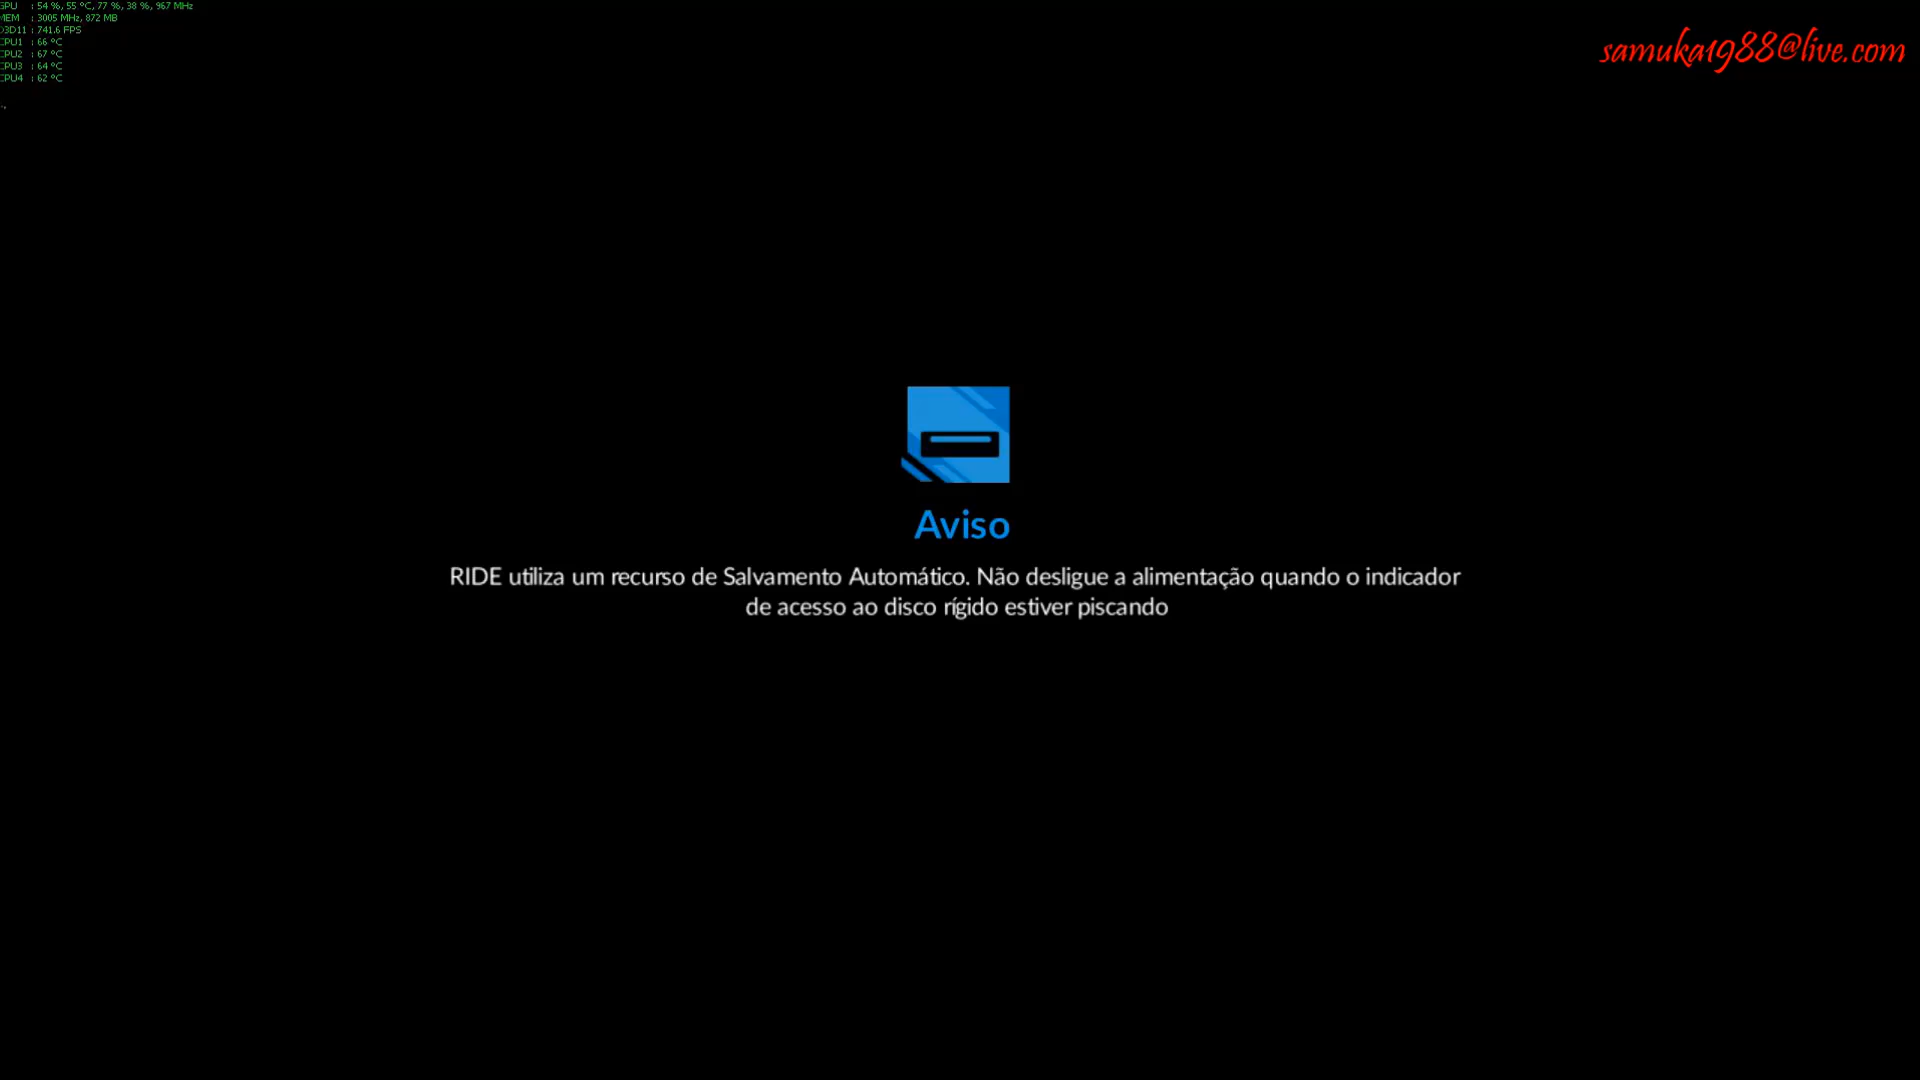 GPU : 54 %, 55 °C, 77 %, 38 %, 967 MHz
MEM : 3005 MHz, 872 MB
D3D11 : 741.6 FPS
CPU1 : 66 °C
CPU2 : 67 °C
CPU3 : 64 °C
CPU4 : 62 °C
samuka1988@live.com
Aviso
RIDE utiliza um recurso de Salvamento Automático. Não desligue a alimentação quando o indicador
de acesso ao disco rígido estiver piscando